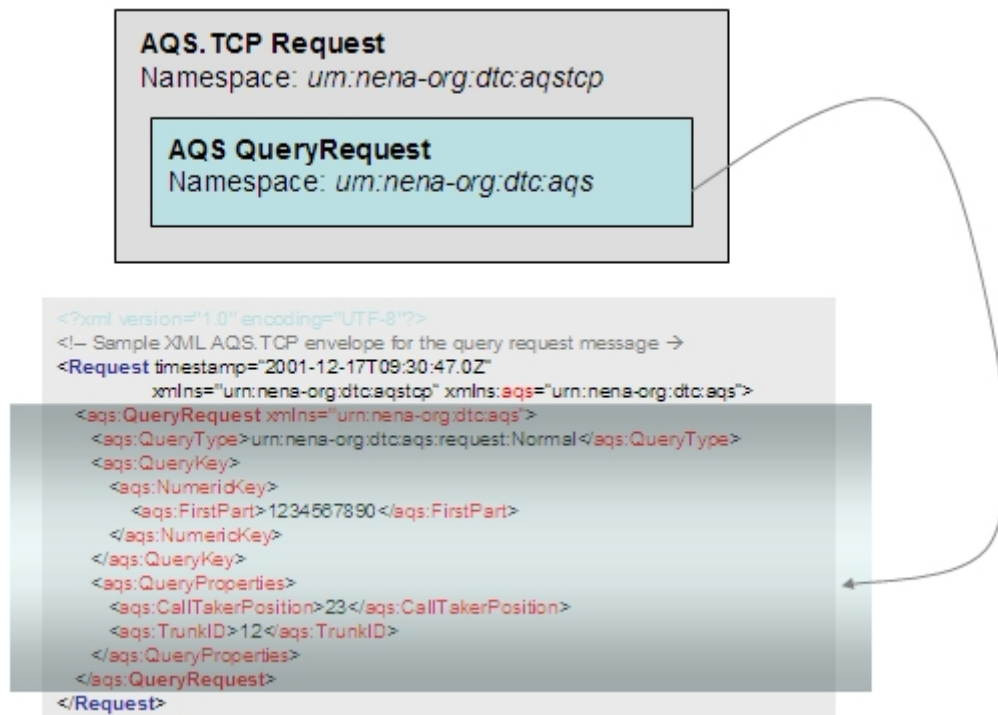 AQS.TCP Request
Namespace: urn:nena-org:dtc:aqstcp
AQS QueryRequest
Namespace: urn:nena-org:dtc:aqs
<?xml version="1.0" encoding="UTF-8"?>
<!– Sample XML AQS.TCP envelope for the query request message →
<Request timestamp="2001-12-17T09:30:47.0Z"
xmlns="urn:nena-org:dtc:aqstcp" xmlns:aqs="urn:nena-org:dtc:aqs">
<aqs:QueryRequest xmlns="urn:nena-org:dtc:aqs">
<aqs:QueryType>urn:nena-org:dtc:aqs:request:Normal</aqs:QueryType>
<aqs:QueryKey>
<aqs:NumericKey>
<aqs:FirstPart>1234567890</aqs:FirstPart>
</aqs:NumericKey>
</aqs:QueryKey>
<aqs:QueryProperties>
<aqs:CallTakerPosition>23</aqs:CallTakerPosition>
<aqs:TrunkID>12</aqs:TrunkID>
</aqs:QueryProperties>
</aqs:QueryRequest>
</Request>